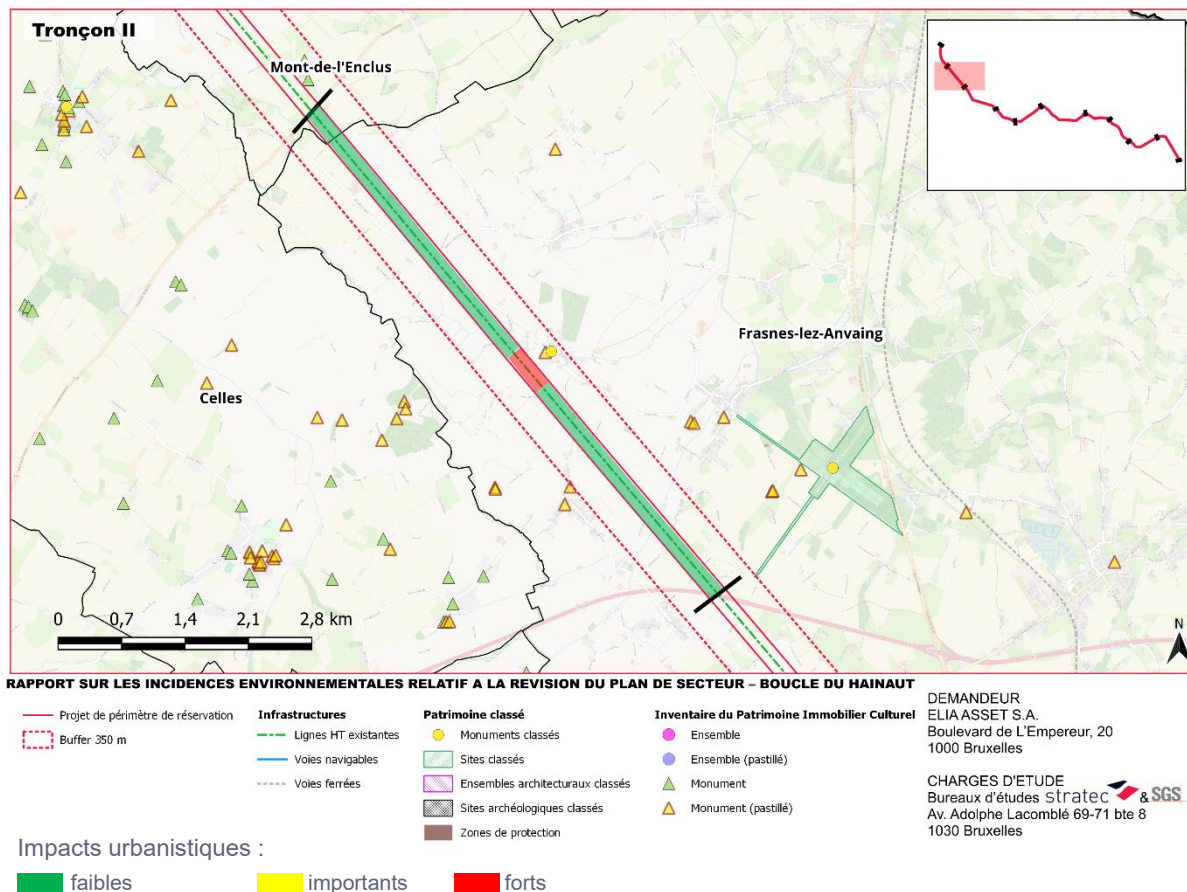 Tronçon II
Mont-de-l'Enclus
Frasnes-lez-Anvaing
Celles
0 0,7 1,4 2,1 2,8 km
N
RAPPORT SUR LES INCIDENCES ENVIRONNEMENTALES RELATIF A LA REVISION DU PLAN DE SECTEUR – BOUCLE DU HAINAUT
Projet de périmètre de réservation
Buffer 350 m
Infrastructures
Lignes HT existantes
Voies navigables
Voies ferrées
Patrimoine classé
Monuments classés
Sites classés
Ensembles architecturaux classés
Sites archéologiques classés
Zones de protection
Inventaire du Patrimoine Immobilier Culturel
Ensemble
Ensemble (pastillé)
Monument
Monument (pastillé)
DEMANDEUR
ELIA ASSET S.A.
Boulevard de L'Empereur, 20
1000 Bruxelles
CHARGES D'ETUDE
Bureaux d'études stratec & SGS
Av. Adolphe Lacomblé 69-71 bte 8
1030 Bruxelles
Impacts urbanistiques :
faibles importants forts